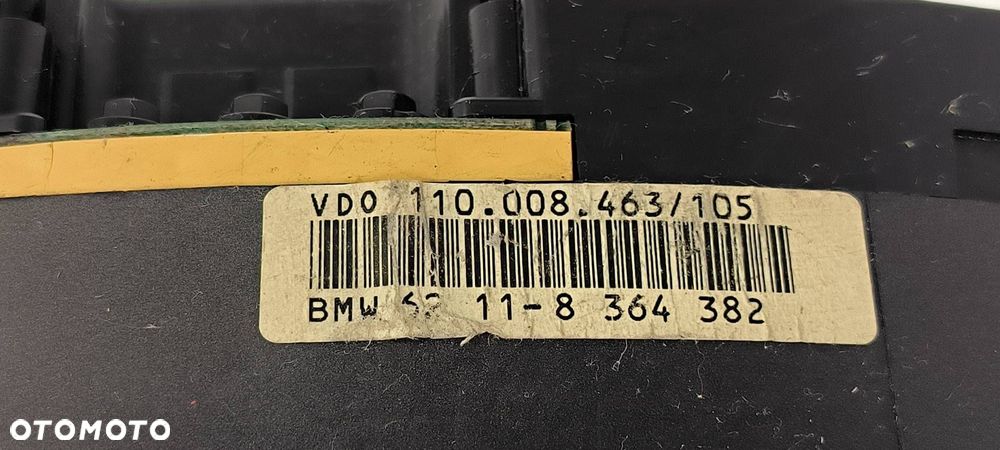 VDO 110.008.463/105
BMW 62 11-8 364 382
OTOMOTO